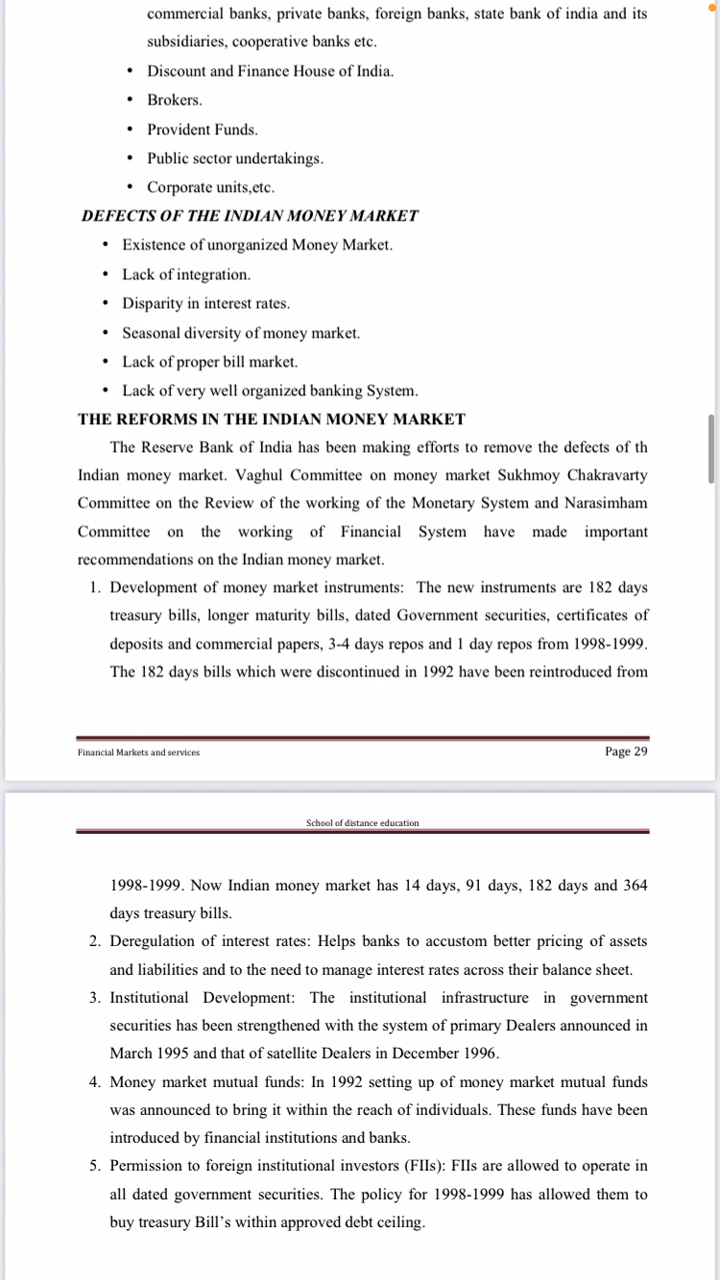 commercial banks, private banks, foreign banks, state bank of india and its
subsidiaries, cooperative banks etc.
• Discount and Finance House of India.
• Brokers.
• Provident Funds.
• Public sector undertakings.
• Corporate units,etc.
DEFECTS OF THE INDIAN MONEY MARKET
• Existence of unorganized Money Market.
• Lack of integration.
• Disparity in interest rates.
• Seasonal diversity of money market.
• Lack of proper bill market.
• Lack of very well organized banking System.
THE REFORMS IN THE INDIAN MONEY MARKET
The Reserve Bank of India has been making efforts to remove the defects of th
Indian money market. Vaghul Committee on money market Sukhmoy Chakravarty
Committee on the Review of the working of the Monetary System and Narasimham
Committee on the working of Financial System have made important
recommendations on the Indian money market.
1. Development of money market instruments: The new instruments are 182 days
treasury bills, longer maturity bills, dated Government securities, certificates of
deposits and commercial papers, 3-4 days repos and 1 day repos from 1998-1999.
The 182 days bills which were discontinued in 1992 have been reintroduced from
Financial Markets and services Page 29
School of distance education
1998-1999. Now Indian money market has 14 days, 91 days, 182 days and 364
days treasury bills.
2. Deregulation of interest rates: Helps banks to accustom better pricing of assets
and liabilities and to the need to manage interest rates across their balance sheet.
3. Institutional Development: The institutional infrastructure in government
securities has been strengthened with the system of primary Dealers announced in
March 1995 and that of satellite Dealers in December 1996.
4. Money market mutual funds: In 1992 setting up of money market mutual funds
was announced to bring it within the reach of individuals. These funds have been
introduced by financial institutions and banks.
5. Permission to foreign institutional investors (FIIs): FIIs are allowed to operate in
all dated government securities. The policy for 1998-1999 has allowed them to
buy treasury Bill’s within approved debt ceiling.